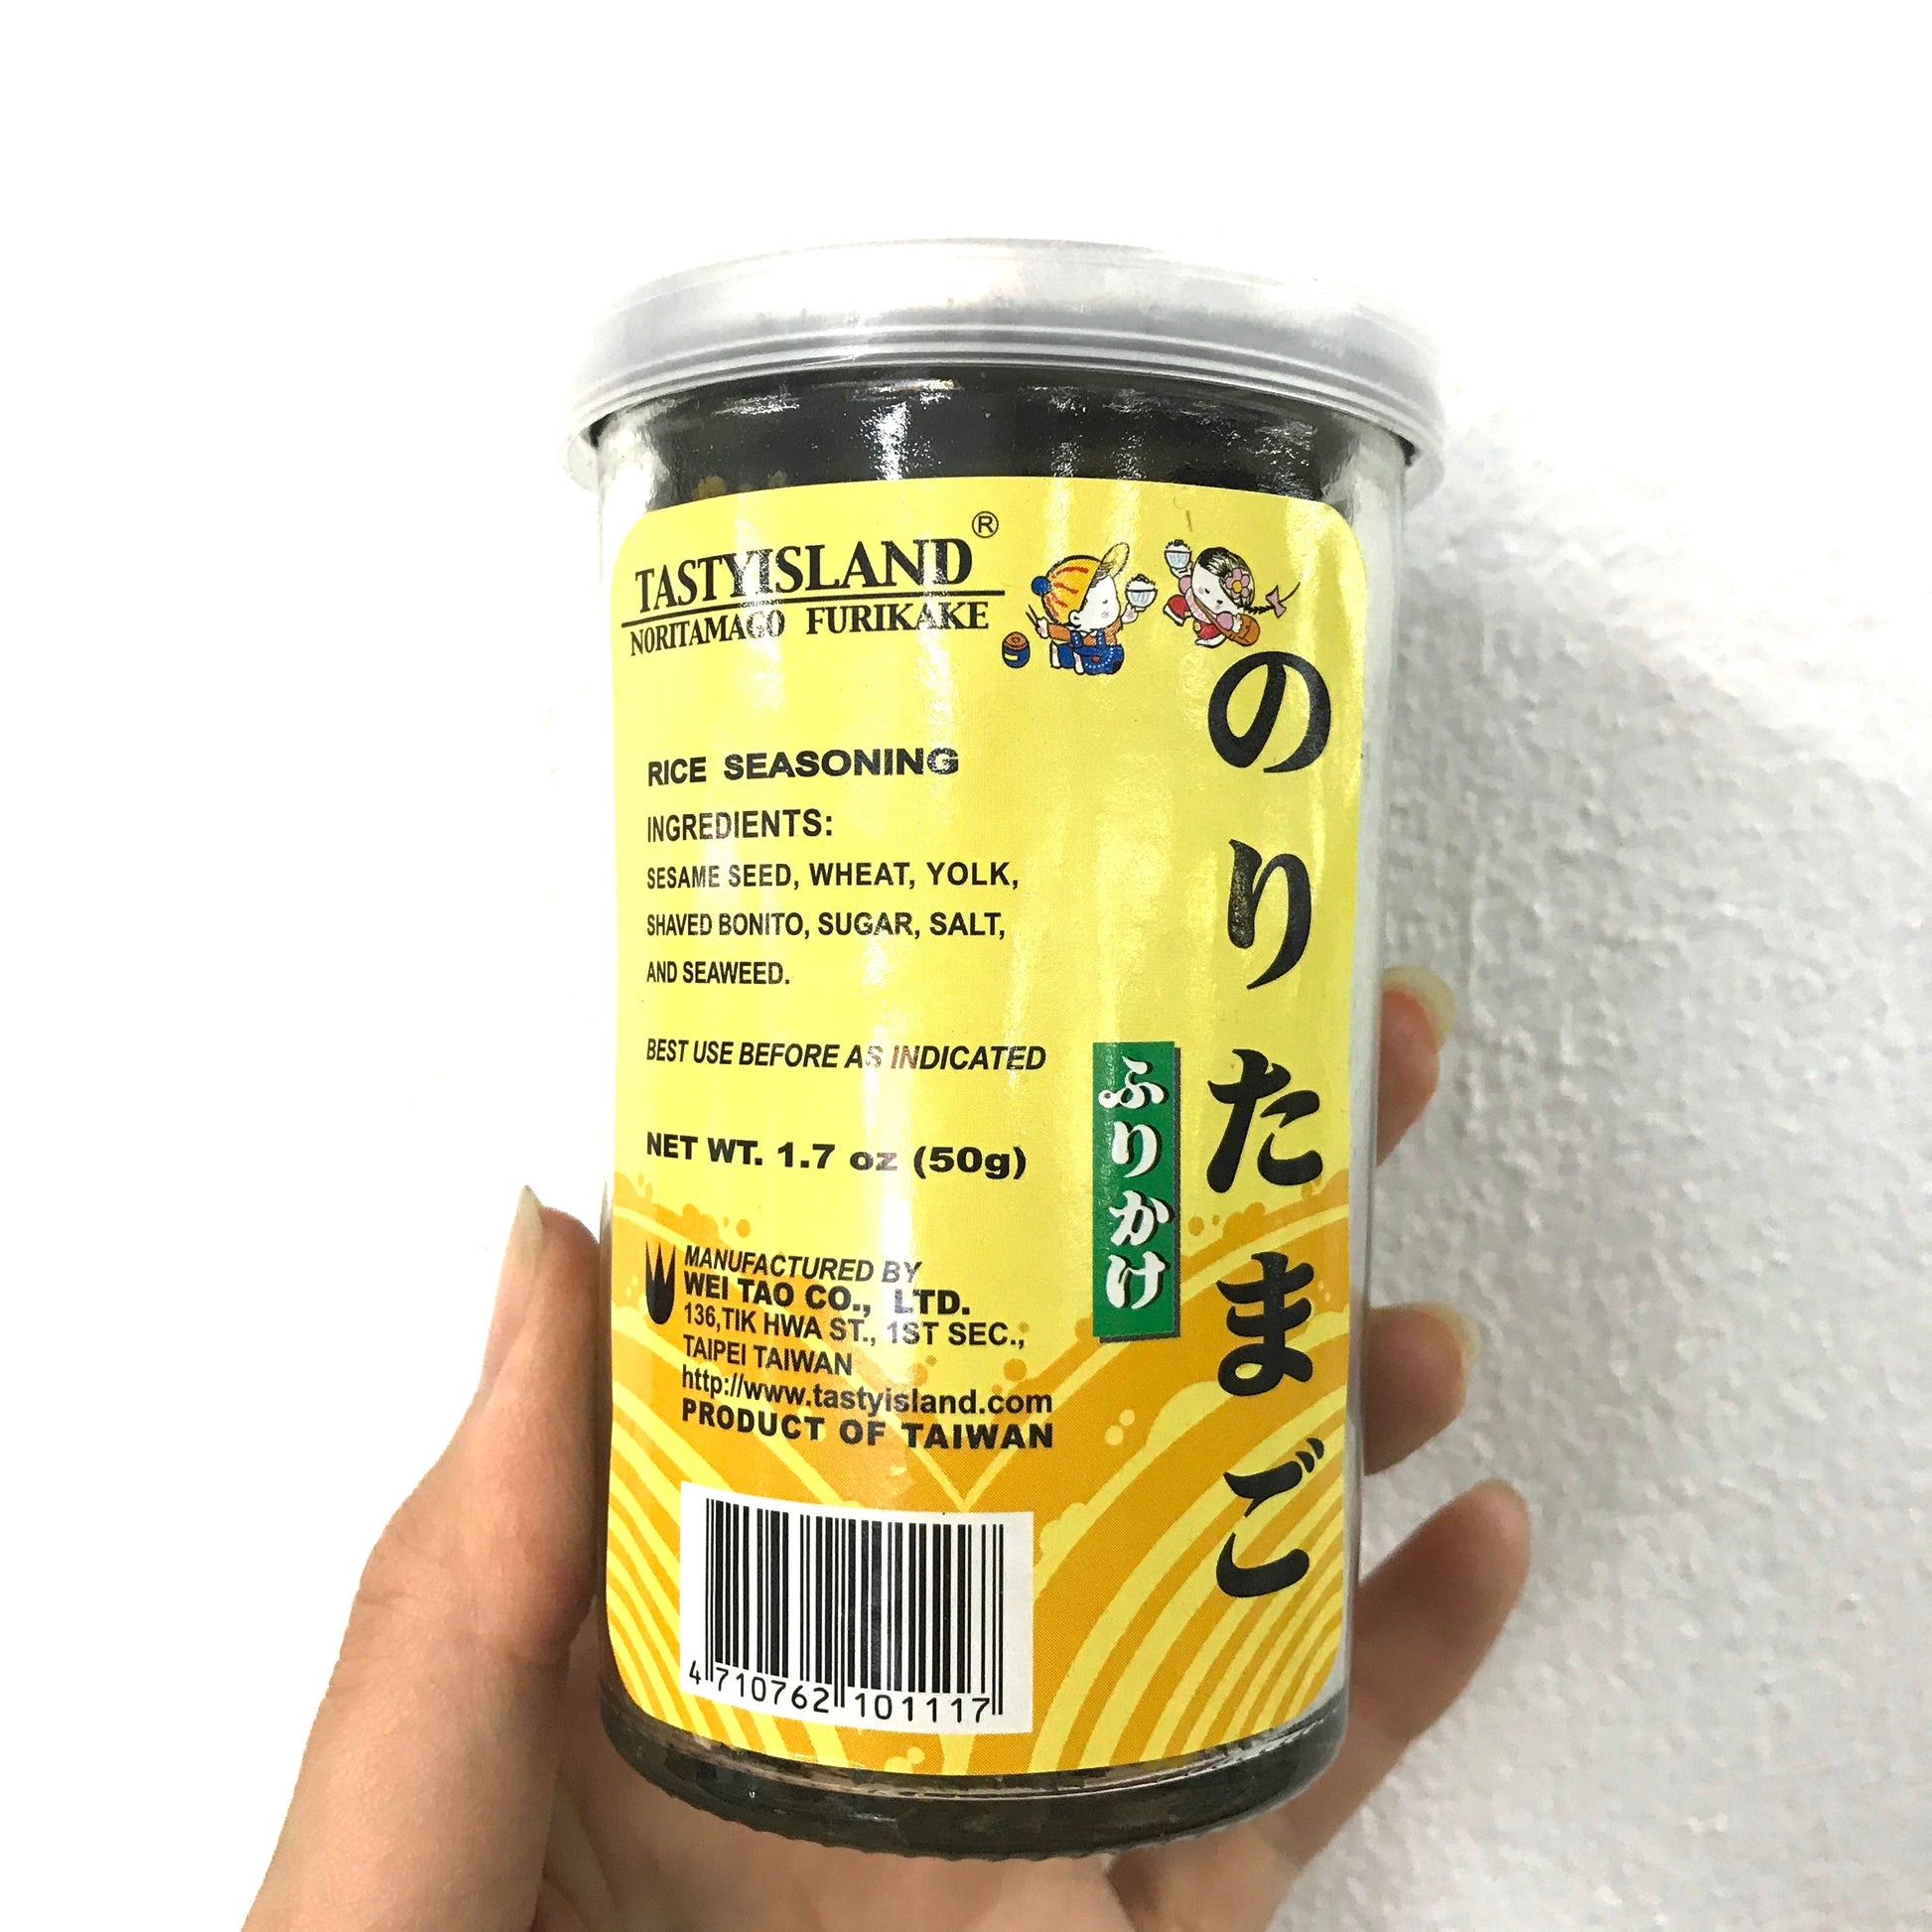 TASTYISLAND®
NORITAMAGO FURIKAKE
RICE SEASONING
INGREDIENTS:
SESAME SEED, WHEAT, YOLK,
SHAVED BONITO, SUGAR, SALT,
AND SEAWEED.
BEST USE BEFORE AS INDICATED
NET WT. 1.7 oz (50g)
MANUFACTURED BY
WEI TAO CO., LTD.
136,TIK HWA ST., 1ST SEC.,
TAIPEI TAIWAN
http://www.tastyisland.com
PRODUCT OF TAIWAN
4 710762 101117
のりたまご
ふりかけ